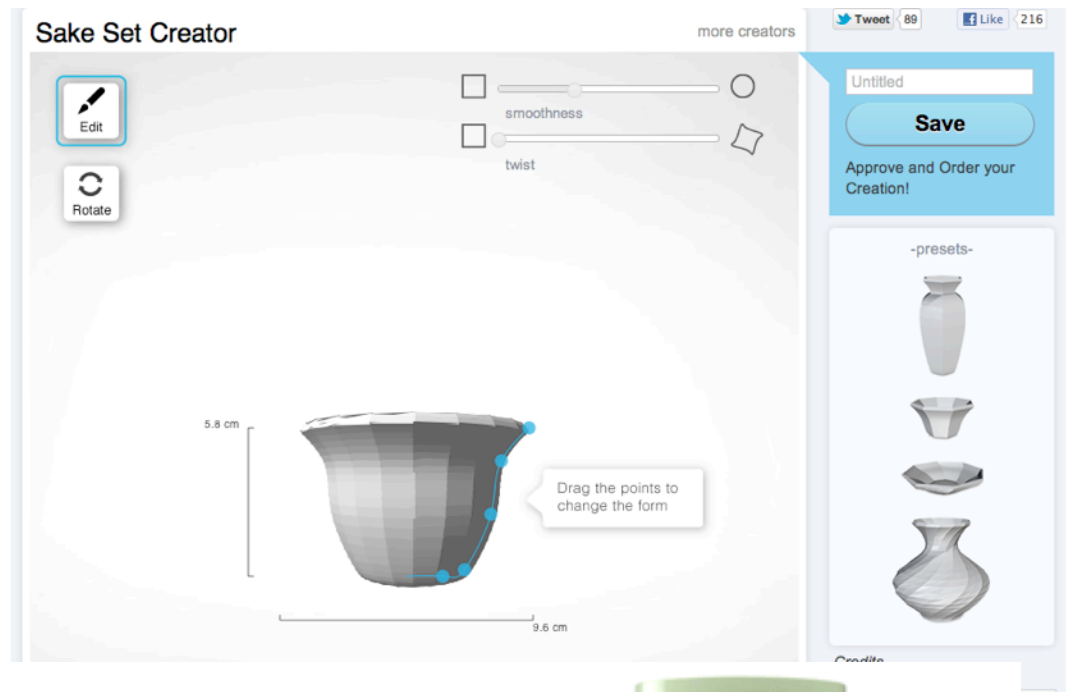 Sake Set Creator
more creators
Tweet 89
Like 216
Edit
Rotate
smoothness
twist
Untitled
Save
Approve and Order your
Creation!
-presets-
5.8 cm
Drag the points to
change the form
9.6 cm
Credits